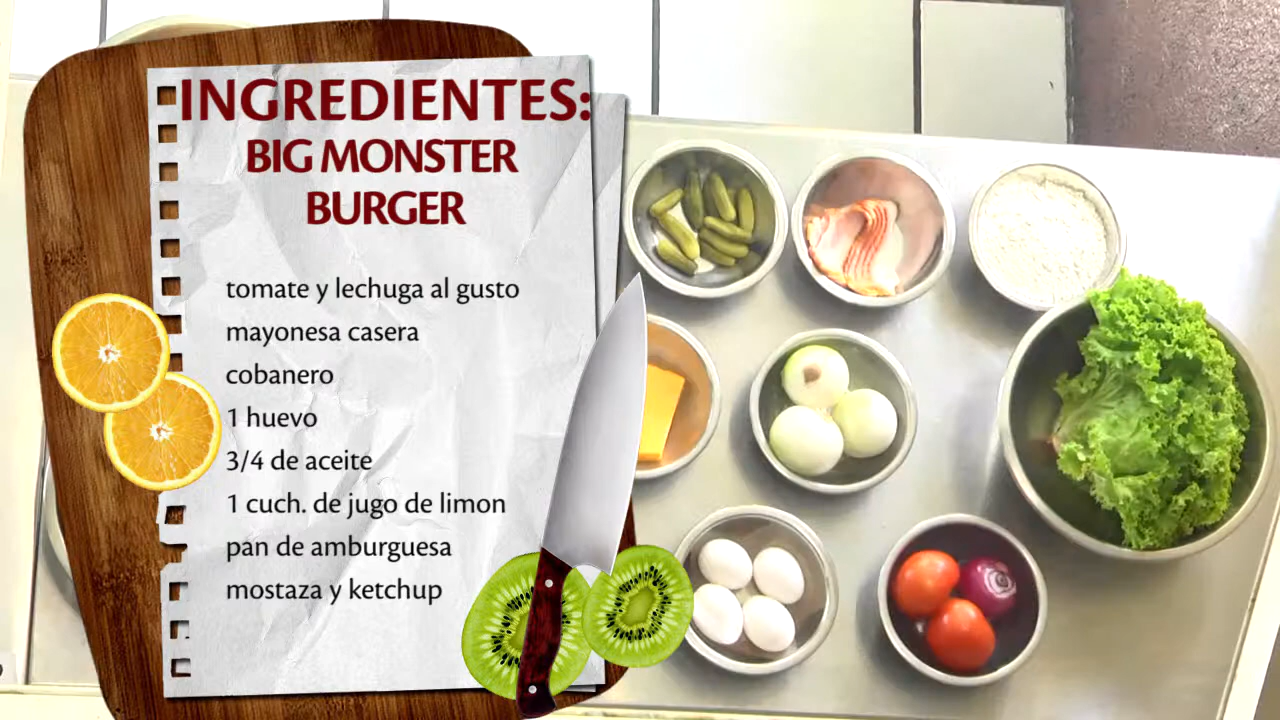 INGREDIENTES:
BIG MONSTER
BURGER
tomate y lechuga al gusto
mayonesa casera
cobanero
1 huevo
3/4 de aceite
1 cuch. de jugo de limon
pan de amburguesa
mostaza y ketchup